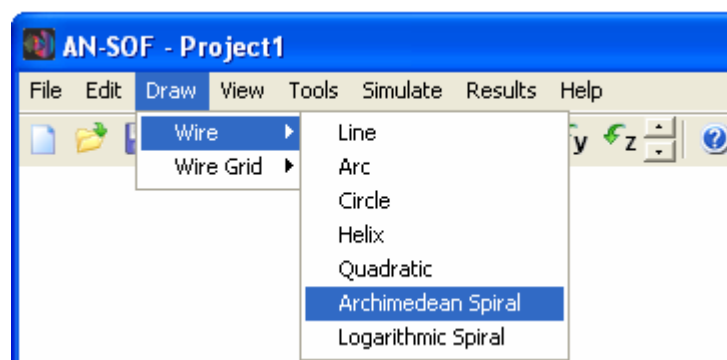 AN-SOF - Project1
File Edit Draw View Tools Simulate Results Help
y z
Wire
Wire Grid
Line
Arc
Circle
Helix
Quadratic
Archimedean Spiral
Logarithmic Spiral